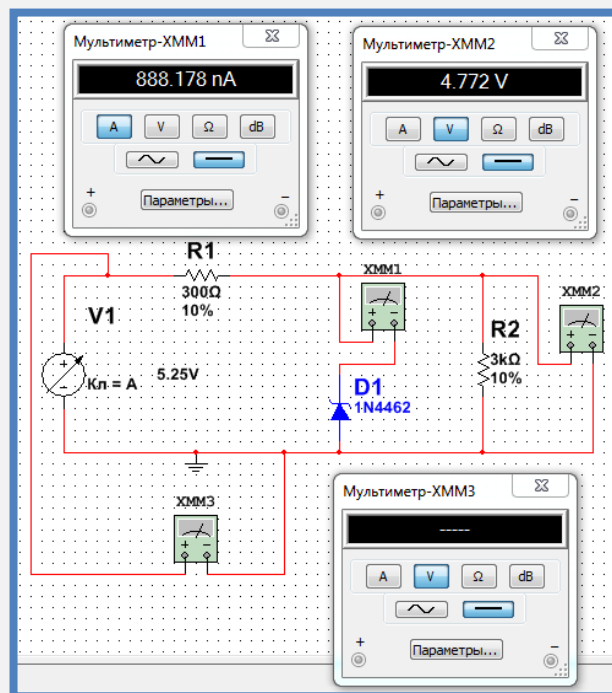 Мультиметр-XMM1
888.178 nA
A V Ω dB
+ Параметры... −
Мультиметр-XMM2
4.772 V
A V Ω dB
+ Параметры... −
R1
300Ω
10%
XMM1
XMM2
V1
Кл = A
5.25V
R2
3kΩ
10%
D1
1N4462
XMM3
Мультиметр-XMM3
-----
A V Ω dB
+ Параметры... −